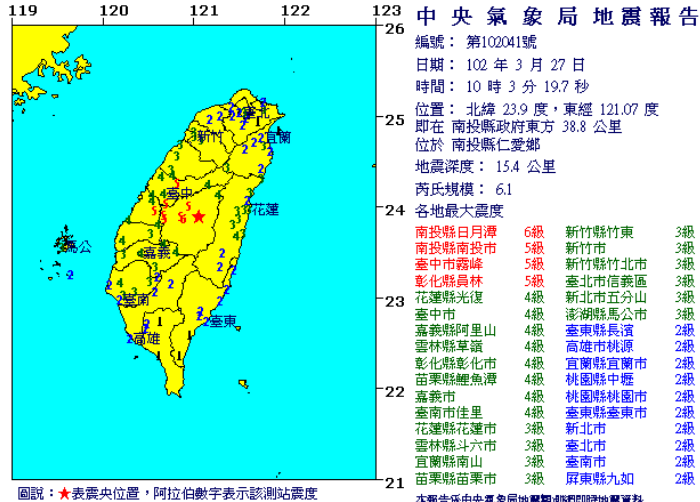 中央氣象局地震報告
編號： 第102041號
日期： 102 年 3 月 27 日
時間： 10 時 3 分 19.7 秒
位置： 北緯 23.9 度，東經 121.07 度
即在 南投縣政府東方 38.8 公里
位於 南投縣仁愛鄉
地震深度： 15.4 公里
芮氏規模： 6.1
各地最大震度
南投縣日月潭 6級 新竹縣竹東 3級
南投縣南投市 5級 新竹市 3級
臺中市霧峰 5級 新竹縣竹北市 3級
彰化縣員林 5級 臺北市信義區 3級
花蓮縣光復 4級 新北市五分山 3級
臺中市 4級 澎湖縣馬公市 3級
嘉義縣阿里山 4級 臺東縣長濱 2級
雲林縣草嶺 4級 高雄市桃源 2級
彰化縣彰化市 4級 宜蘭縣宜蘭市 2級
苗栗縣鯉魚潭 4級 桃園縣中壢 2級
嘉義市 4級 桃園縣桃園市 2級
臺南市佳里 4級 臺東縣臺東市 2級
花蓮縣花蓮市 3級 新北市 2級
雲林縣斗六市 3級 臺北市 2級
宜蘭縣南山 3級 臺南市 2級
苗栗縣苗栗市 3級 屏東縣九如 2級
119 120 121 122 123
26
25
24
23
22
21
臺北
新竹
宜蘭
臺中
花蓮
馬公
嘉義
臺南
臺東
高雄
圖說：★表震央位置，阿拉伯數字表示該測站震度